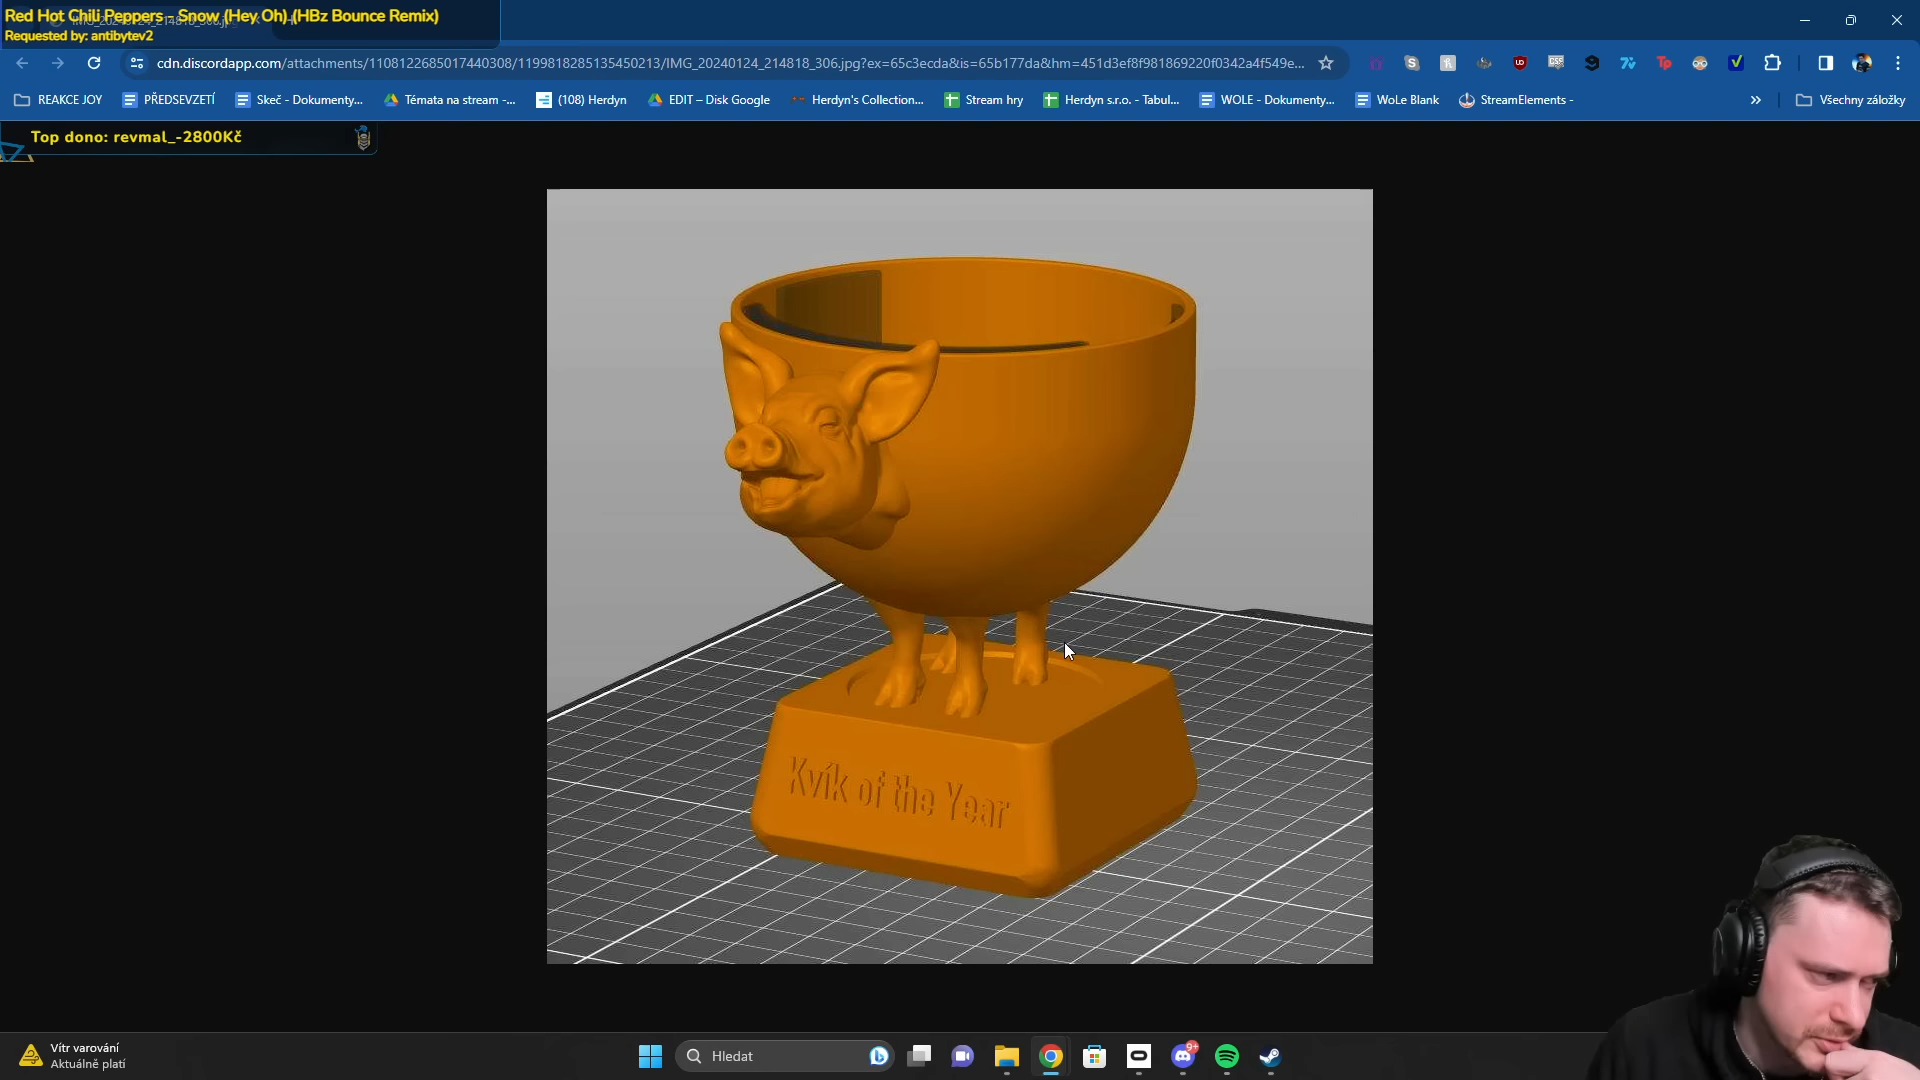 Red Hot Chili Peppers - Snow (Hey Oh) (HBz Bounce Remix)
Requested by: antibytev2
cdn.discordapp.com/attachments/1108122685017440308/1199818285135450213/IMG_20240124_214818_306.jpg?ex=65c3ecda&is=65b177da&hm=451d3ef8f981869220f0342a4f549e...
REAKCE JOY
PŘEDSEVZETÍ
Skeč - Dokumenty...
Témata na stream -...
(108) Herdyn
EDIT – Disk Google
Herdyn's Collection...
Stream hry
Herdyn s.r.o. - Tabul...
WOLE - Dokumenty...
WoLe Blank
StreamElements -
Všechny záložky
Top dono: revmal_-2800Kč
Kvík of the Year
Vítr varování
Aktuálně platí
Hledat
9+